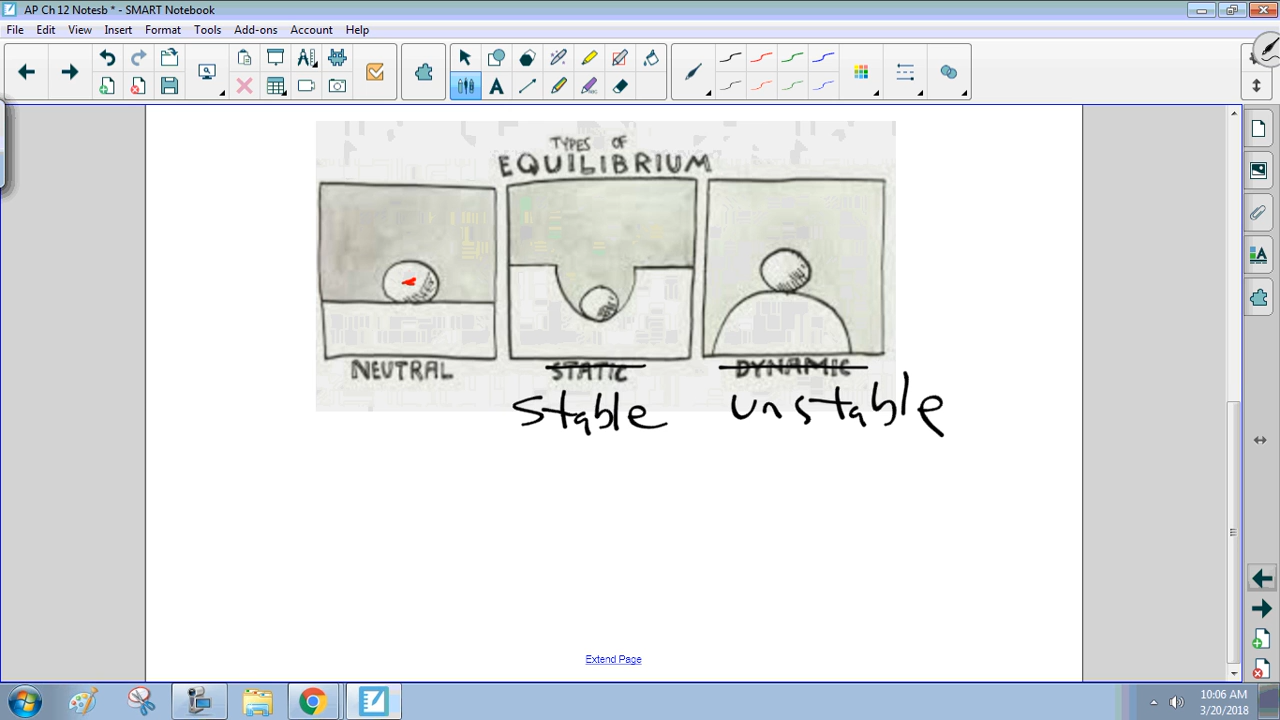 AP Ch 12 Notesb * - SMART Notebook
File Edit View Insert Format Tools Add-ons Account Help
TYPES OF
EQUILIBRIUM
NEUTRAL STATIC DYNAMIC
stable unstable
Extend Page
10:06 AM
3/20/2018